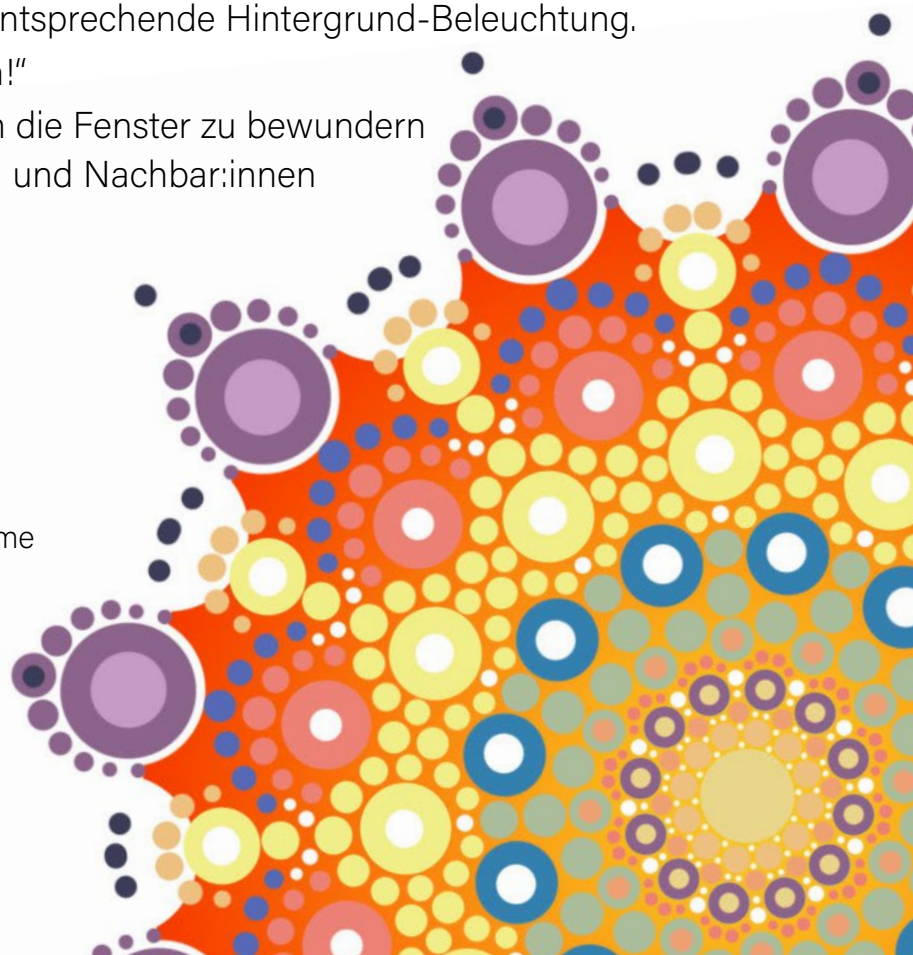 ntsprechende Hintergrund-Beleuchtung.
!“
die Fenster zu bewundern
und Nachbar:innen
me